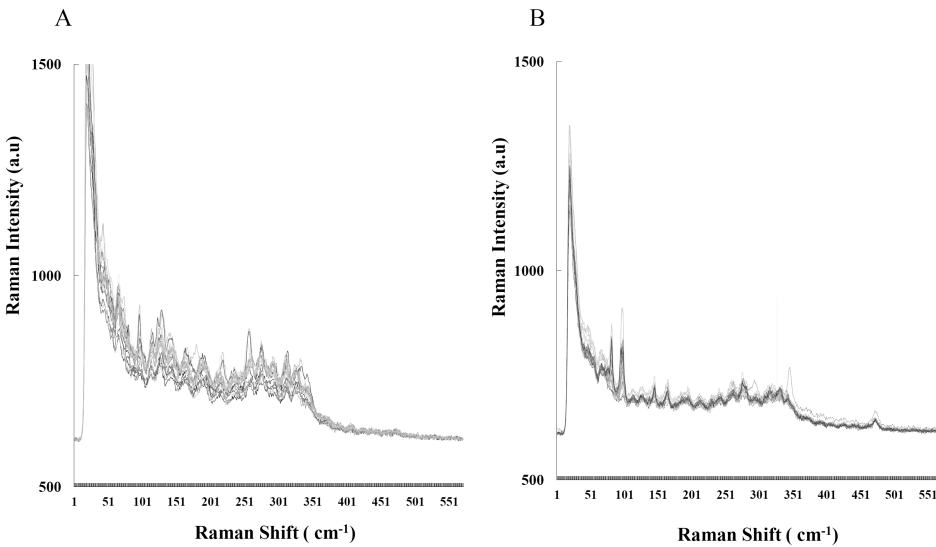 A
1500
1000
500
Raman Intensity (a.u)
1 51 101 151 201 251 301 351 401 451 501 551
Raman Shift ( cm-1)
B
1500
1000
500
Raman Intensity (a.u)
1 51 101 151 201 251 301 351 401 451 501 551
Raman Shift ( cm-1)